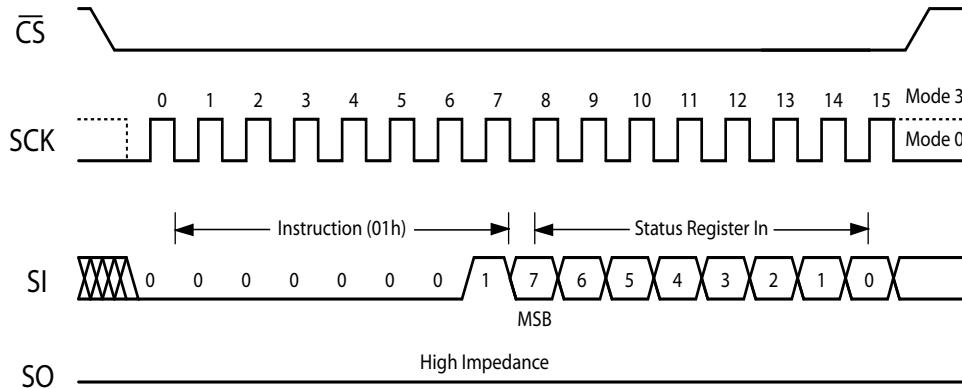 CS
0 1 2 3 4 5 6 7 8 9 10 11 12 13 14 15 Mode 3
SCK
Mode 0
Instruction (01h) Status Register In
SI 0 0 0 0 0 0 0 1 7 6 5 4 3 2 1 0
MSB
High Impedance
SO